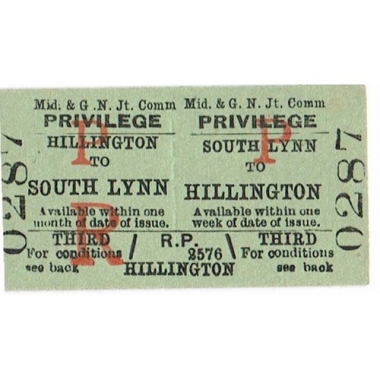 Mid. & G.N. Jt. Comm Mid. & G.N. Jt. Comm
PRIVILEGE PRIVILEGE
HILLINGTON SOUTH LYNN
TO TO
SOUTH LYNN HILLINGTON
Available within one Available within one
month of date of issue. week of date of issue.
THIRD / R.P. \ THIRD
For conditions 2576 For conditions
see back HILLINGTON see back
0287 0287
P P
R